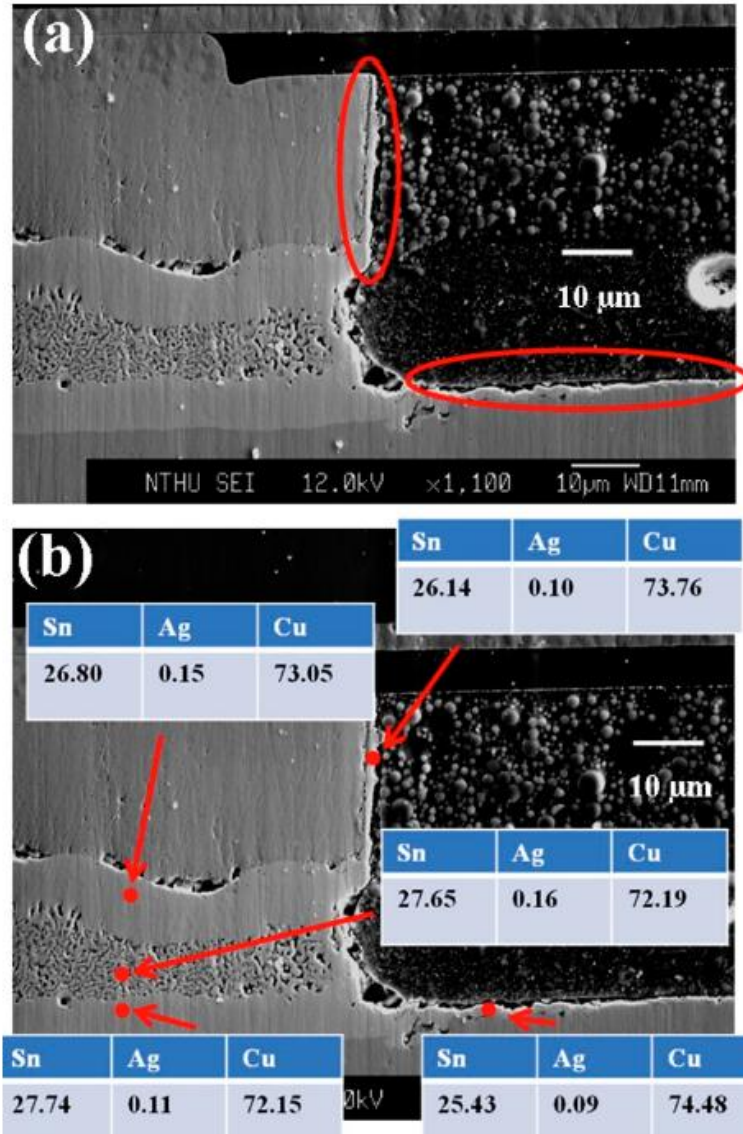 (a)
10 μm
NTHU SEI 12.0kV ×1,100 10μm WD11mm
(b)
Sn Ag Cu
26.14 0.10 73.76
Sn Ag Cu
26.80 0.15 73.05
10 μm
Sn Ag Cu
27.65 0.16 72.19
Sn Ag Cu
27.74 0.11 72.15
0kV
Sn Ag Cu
25.43 0.09 74.48